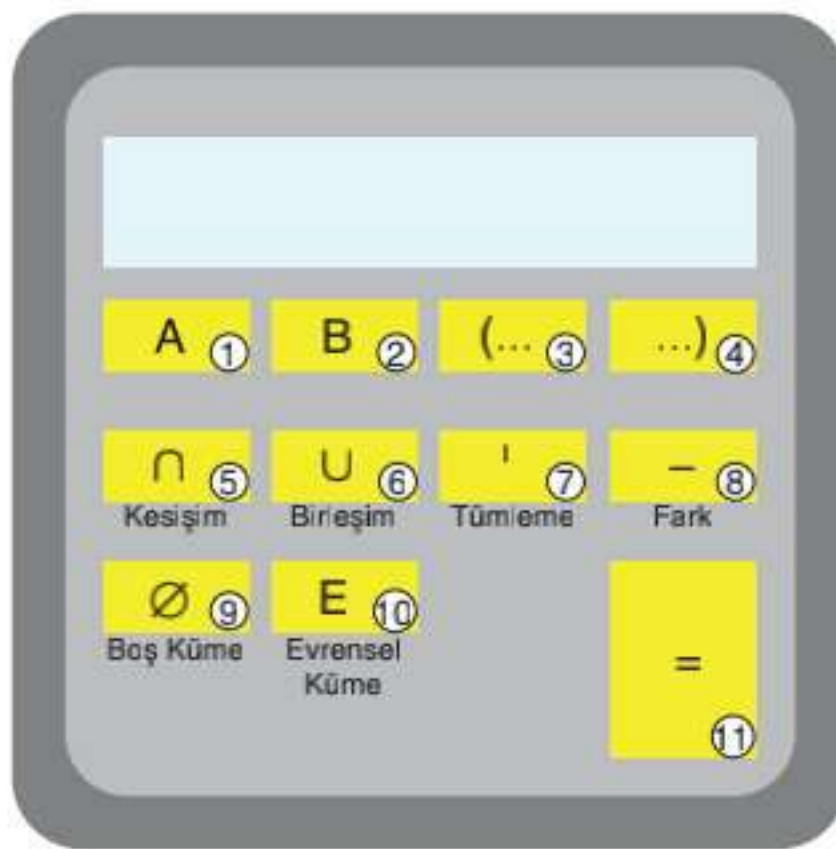 A ① B ② (... ③ ...) ④
∩ ⑤ ∪ ⑥ ' ⑦ – ⑧
Kesişim Birleşim Tümleme Fark
∅ ⑨ E ⑩
Boş Küme Evrensel
Küme
= ⑪